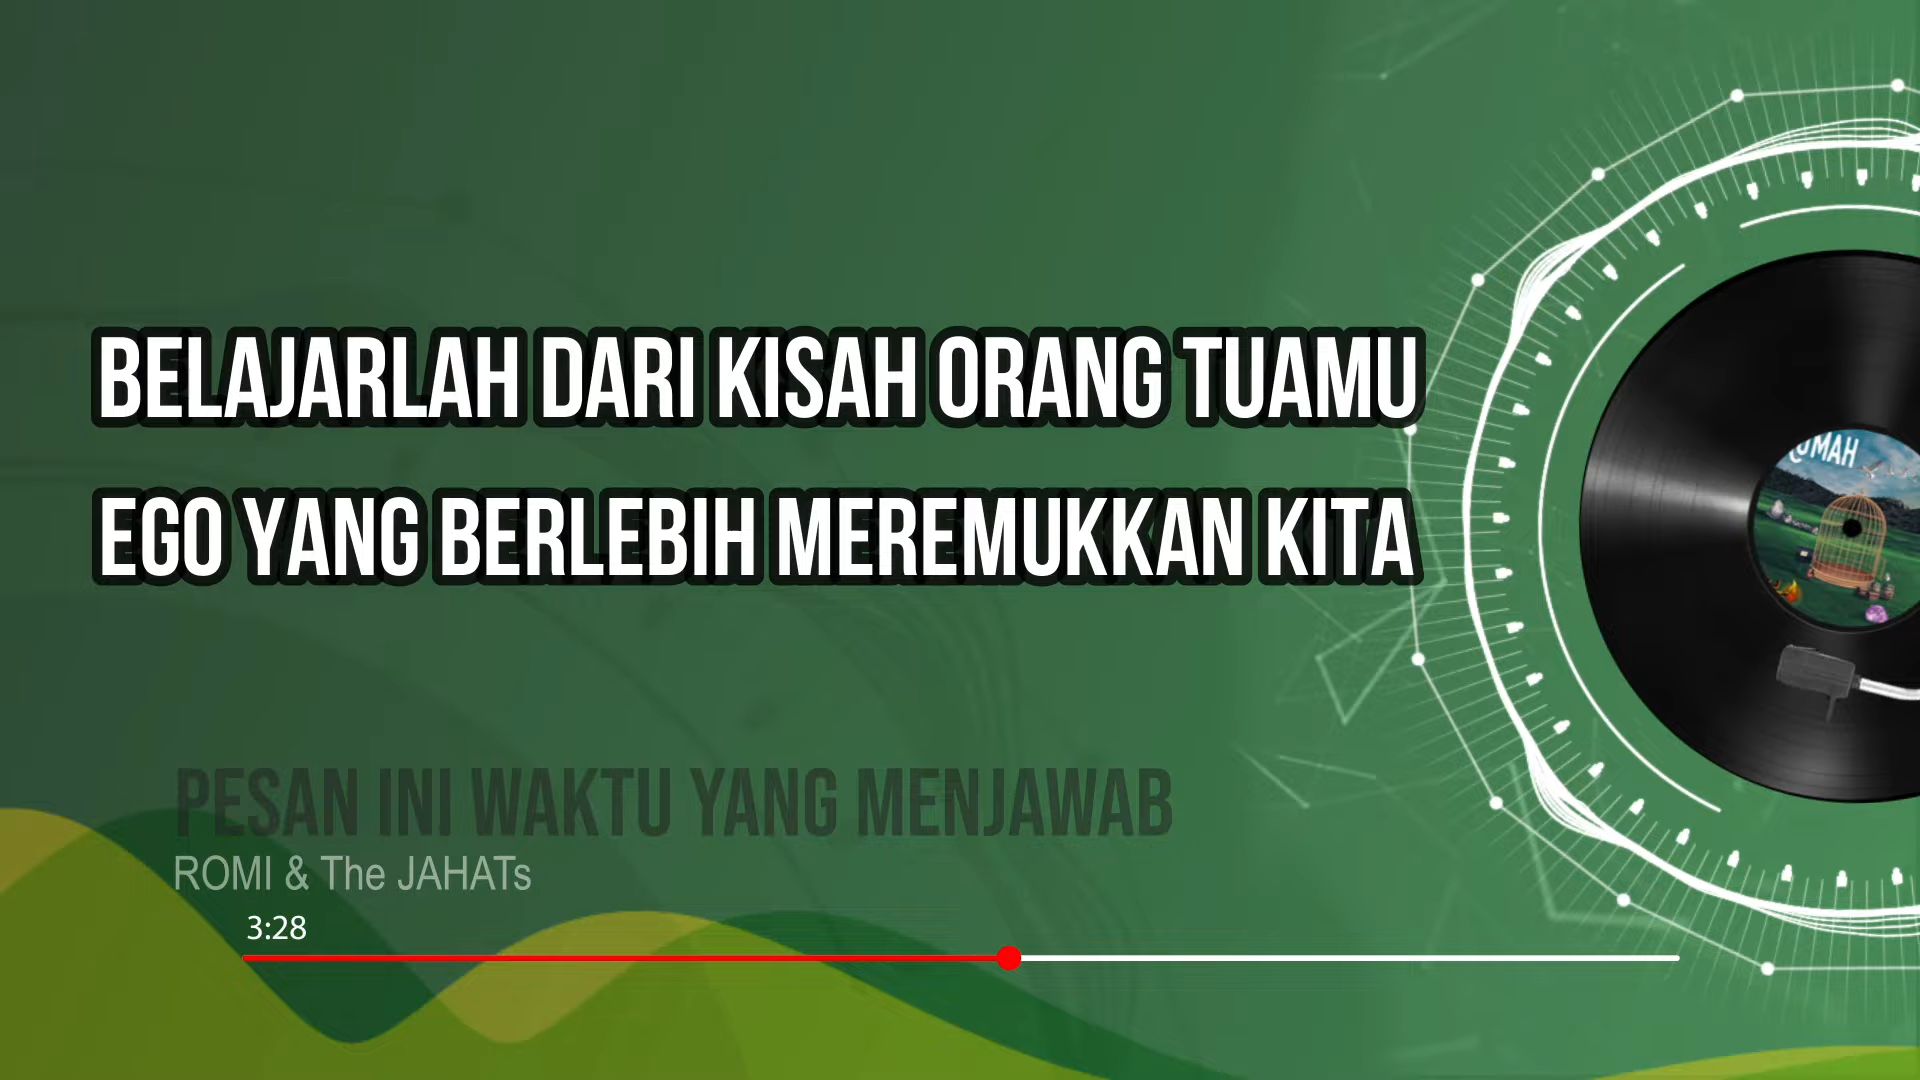 BELAJARLAH DARI KISAH ORANG TUAMU
EGO YANG BERLEBIH MEREMUKKAN KITA
PESAN INI WAKTU YANG MENJAWAB
ROMI & The JAHATs
3:28